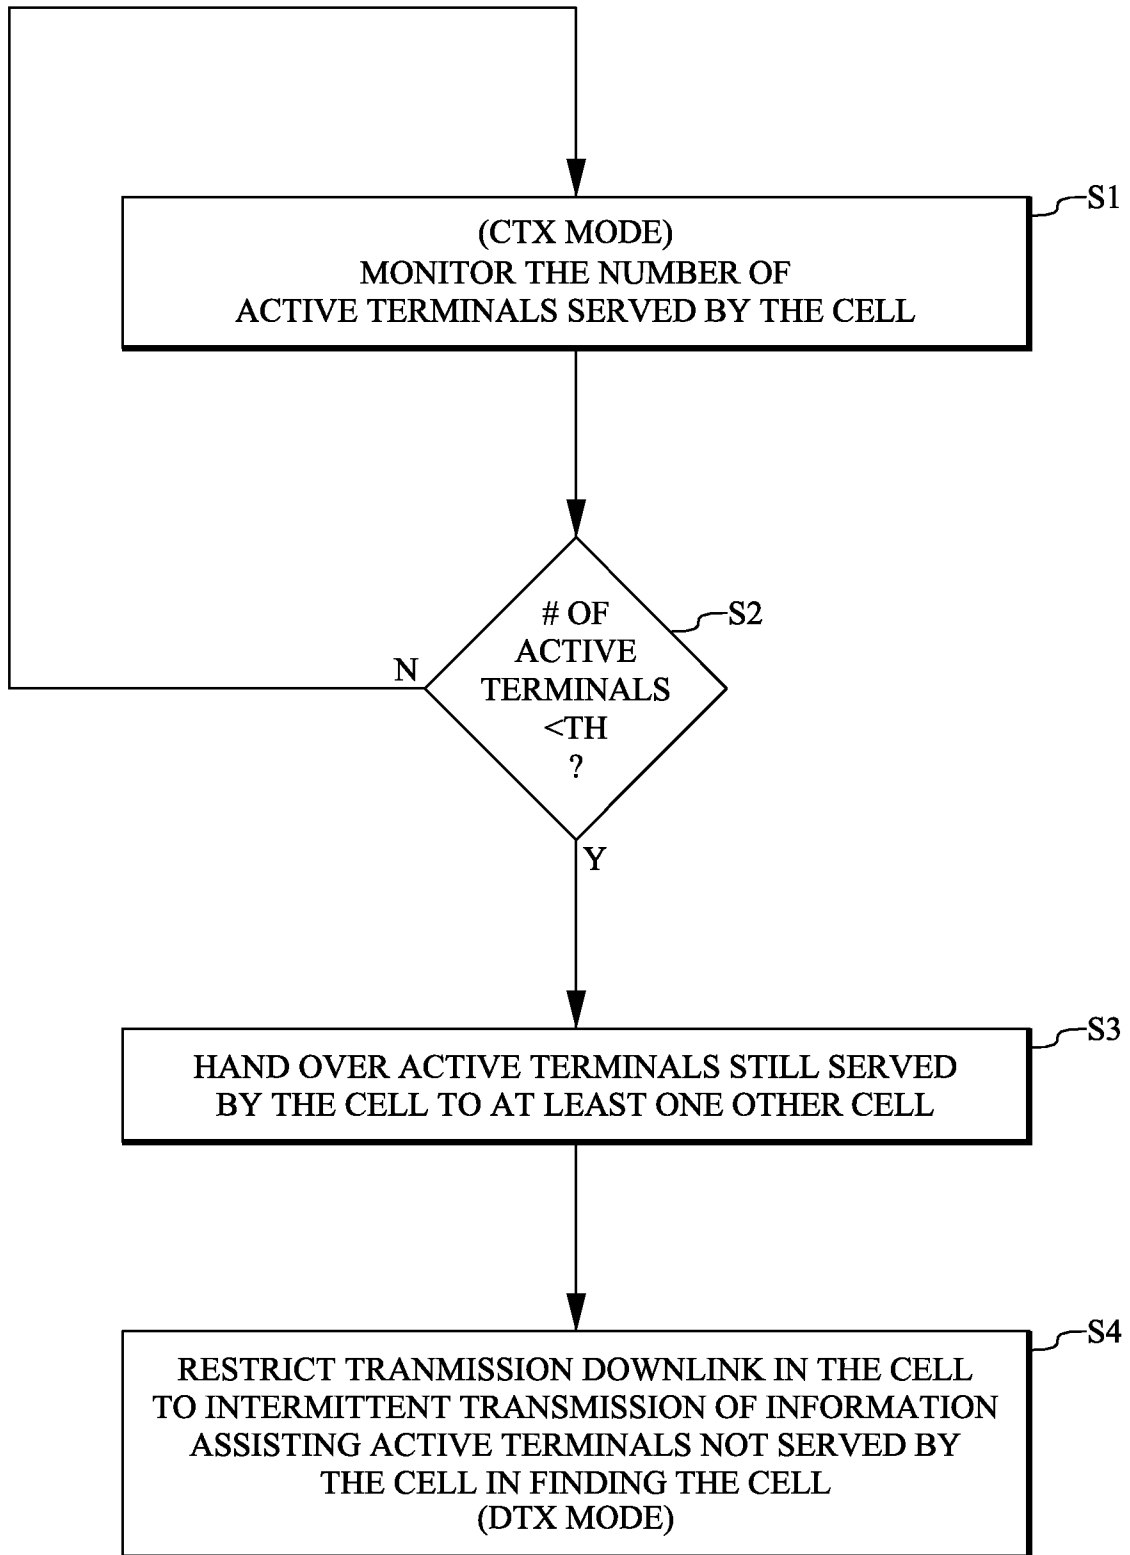 S1
(CTX MODE)
MONITOR THE NUMBER OF
ACTIVE TERMINALS SERVED BY THE CELL
S2
# OF
ACTIVE
TERMINALS
<TH
?
N
Y
S3
HAND OVER ACTIVE TERMINALS STILL SERVED
BY THE CELL TO AT LEAST ONE OTHER CELL
S4
RESTRICT TRANMISSION DOWNLINK IN THE CELL
TO INTERMITTENT TRANSMISSION OF INFORMATION
ASSISTING ACTIVE TERMINALS NOT SERVED BY
THE CELL IN FINDING THE CELL
(DTX MODE)